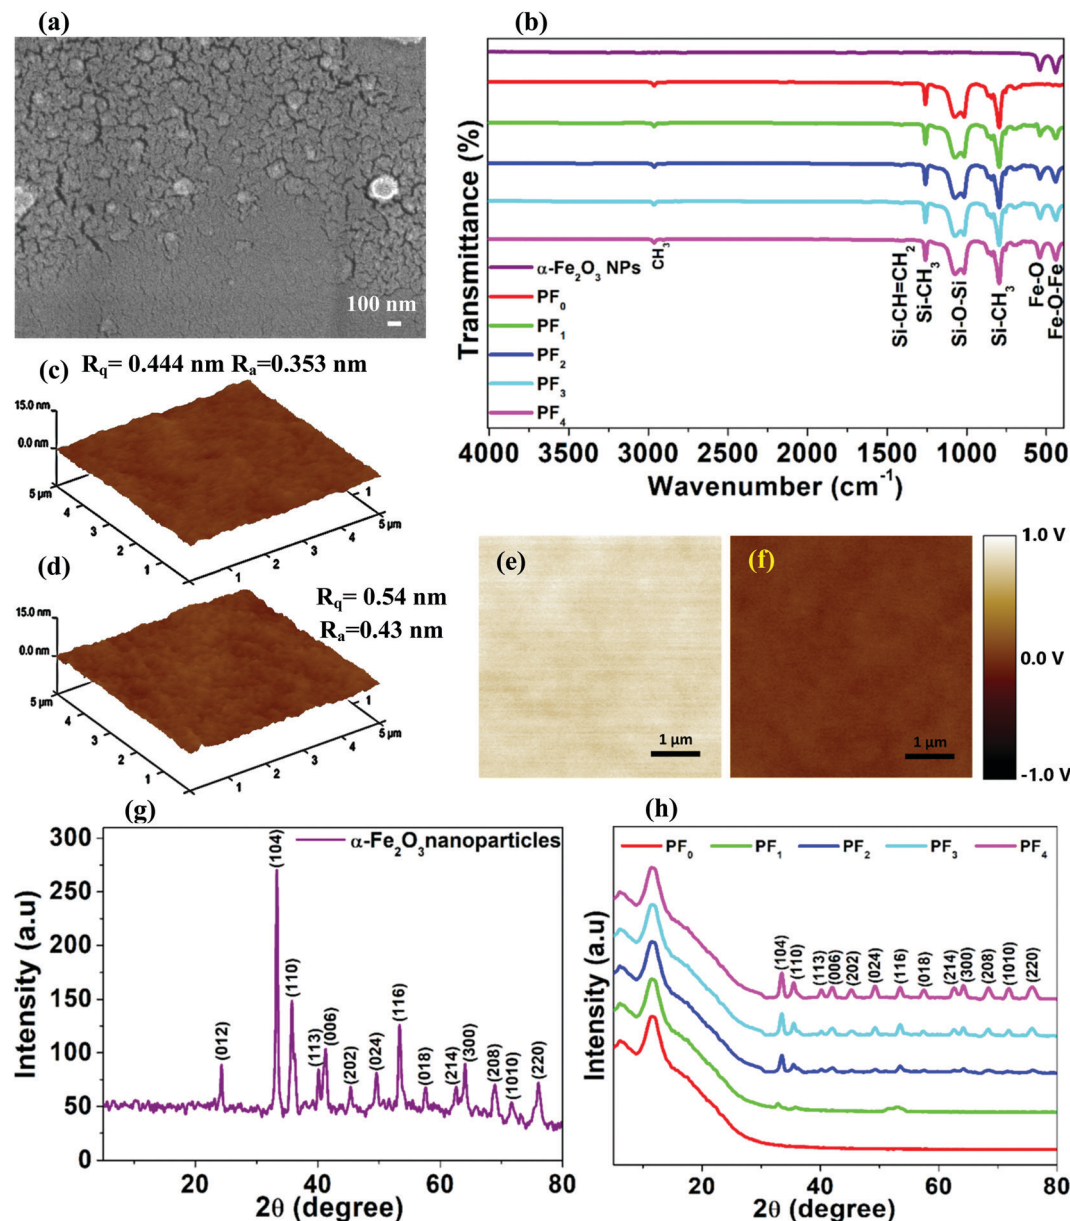 (a)
100 nm
(b)
Transmittance (%)
α-Fe₂O₃ NPs
PF₀
PF₁
PF₂
PF₃
PF₄
CH₃
Si-CH=CH₂
Si-CH₃
Si-O-Si
Si-CH₃
Fe-O
Fe-O-Fe
4000 3500 3000 2500 2000 1500 1000 500
Wavenumber (cm⁻¹)
(c)
R_q= 0.444 nm R_a=0.353 nm
15.0 nm
0.0 nm
5 µm
4
3
2
1
1
2
3
4
5 µm
1
(d)
R_q= 0.54 nm
R_a=0.43 nm
15.0 nm
0.0 nm
5 µm
4
3
2
1
1
2
3
4
5 µm
1
(e)
1 µm
(f)
1 µm
1.0 V
0.0 V
-1.0 V
(g)
α-Fe₂O₃nanoparticles
Intensity (a.u)
300
250
200
150
100
50
0
(012)
(104)
(110)
(113)
(006)
(202)
(024)
(116)
(018)
(214)
(300)
(208)
(1010)
(220)
20 40 60 80
2θ (degree)
(h)
PF₀ PF₁ PF₂ PF₃ PF₄
Intensity (a.u)
(104)
(110)
(113)
(006)
(202)
(024)
(116)
(018)
(214)
(300)
(208)
(1010)
(220)
20 40 60 80
2θ (degree)